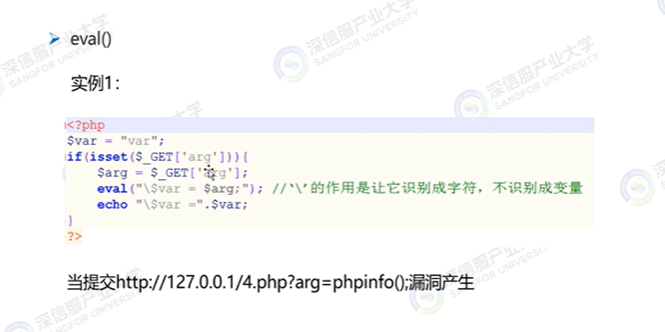 eval()
实例1：
<?php
$var = "var";
if(isset($_GET['arg'])){
$arg = $_GET['arg'];
eval("\$var = $arg;"); //'\'的作用是让它识别成字符，不识别成变量
echo "\$var =".$var;
}
?>
当提交http://127.0.0.1/4.php?arg=phpinfo();漏洞产生
深信服产业大学
SANGFOR UNIVERSITY